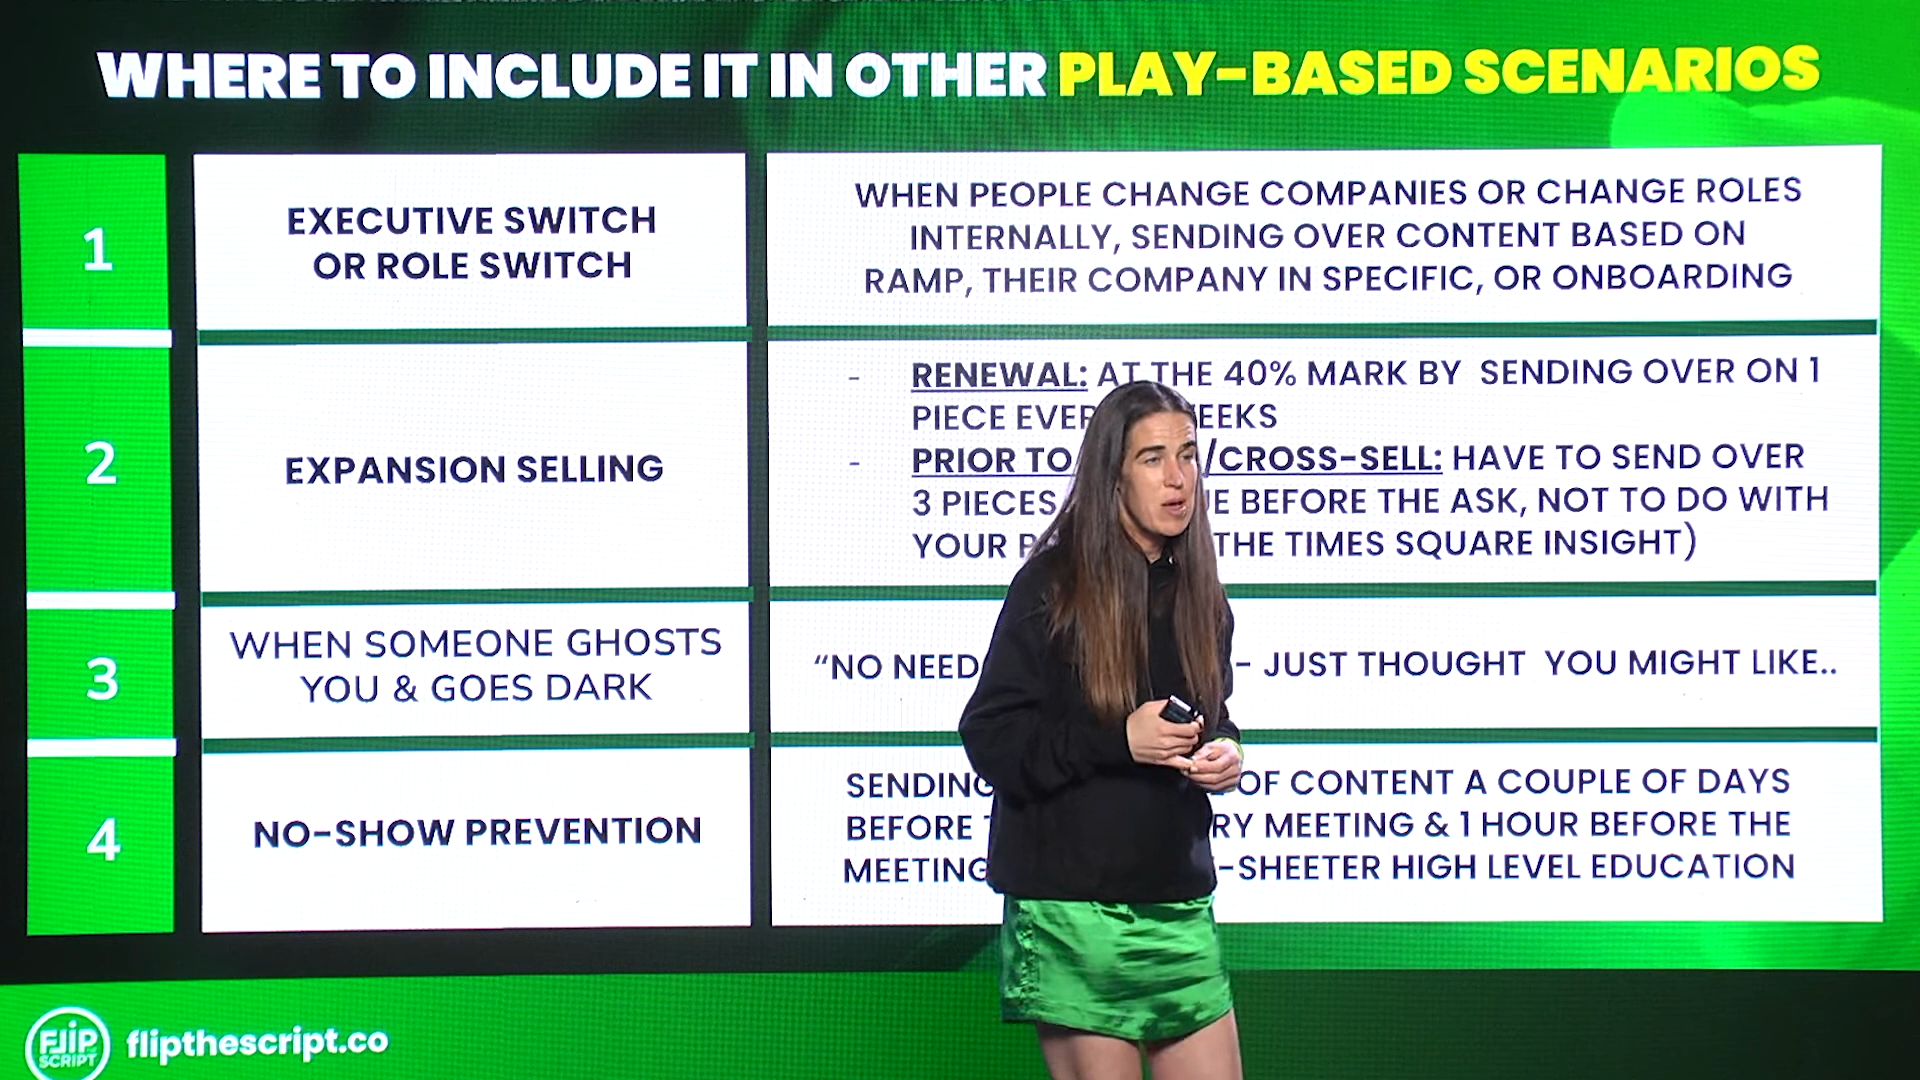 WHERE TO INCLUDE IT IN OTHER PLAY-BASED SCENARIOS
1
EXECUTIVE SWITCH
OR ROLE SWITCH
WHEN PEOPLE CHANGE COMPANIES OR CHANGE ROLES
INTERNALLY, SENDING OVER CONTENT BASED ON
RAMP, THEIR COMPANY IN SPECIFIC, OR ONBOARDING
2
EXPANSION SELLING
- RENEWAL: AT THE 40% MARK BY SENDING OVER ON 1
PIECE
- PRIOR TO /CROSS-SELL: HAVE TO SEND OVER
3 PIECES BEFORE THE ASK, NOT TO DO WITH
YOUR THE TIMES SQUARE INSIGHT)
3
WHEN SOMEONE GHOSTS
YOU & GOES DARK
“NO NEED - JUST THOUGHT YOU MIGHT LIKE..
4
NO-SHOW PREVENTION
SENDING OF CONTENT A COUPLE OF DAYS
BEFORE MEETING & 1 HOUR BEFORE THE
MEETING -SHEETER HIGH LEVEL EDUCATION
FLIP
SCRIPT
flipthescript.co